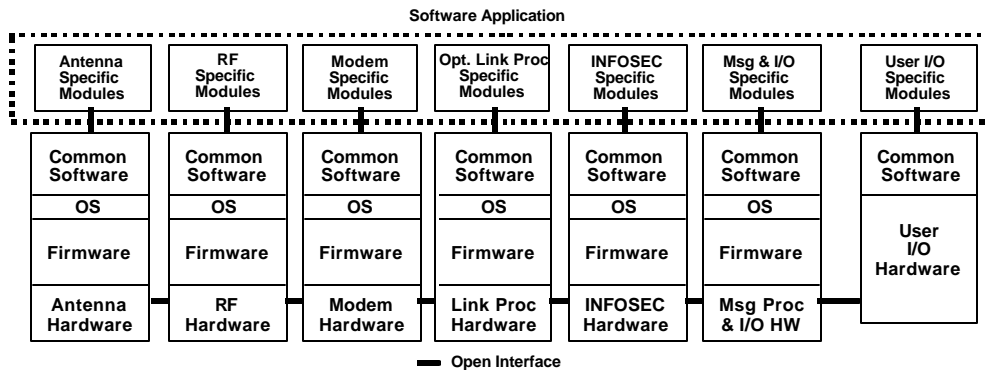 Software Application
Antenna
Specific
Modules
RF
Specific
Modules
Modem
Specific
Modules
Opt. Link Proc
Specific
Modules
INFOSEC
Specific
Modules
Msg & I/O
Specific
Modules
User I/O
Specific
Modules
Common
Software
Common
Software
Common
Software
Common
Software
Common
Software
Common
Software
Common
Software
OS
OS
OS
OS
OS
OS
Firmware
Firmware
Firmware
Firmware
Firmware
Firmware
User
I/O
Hardware
Antenna
Hardware
RF
Hardware
Modem
Hardware
Link Proc
Hardware
INFOSEC
Hardware
Msg Proc
& I/O HW
Open Interface